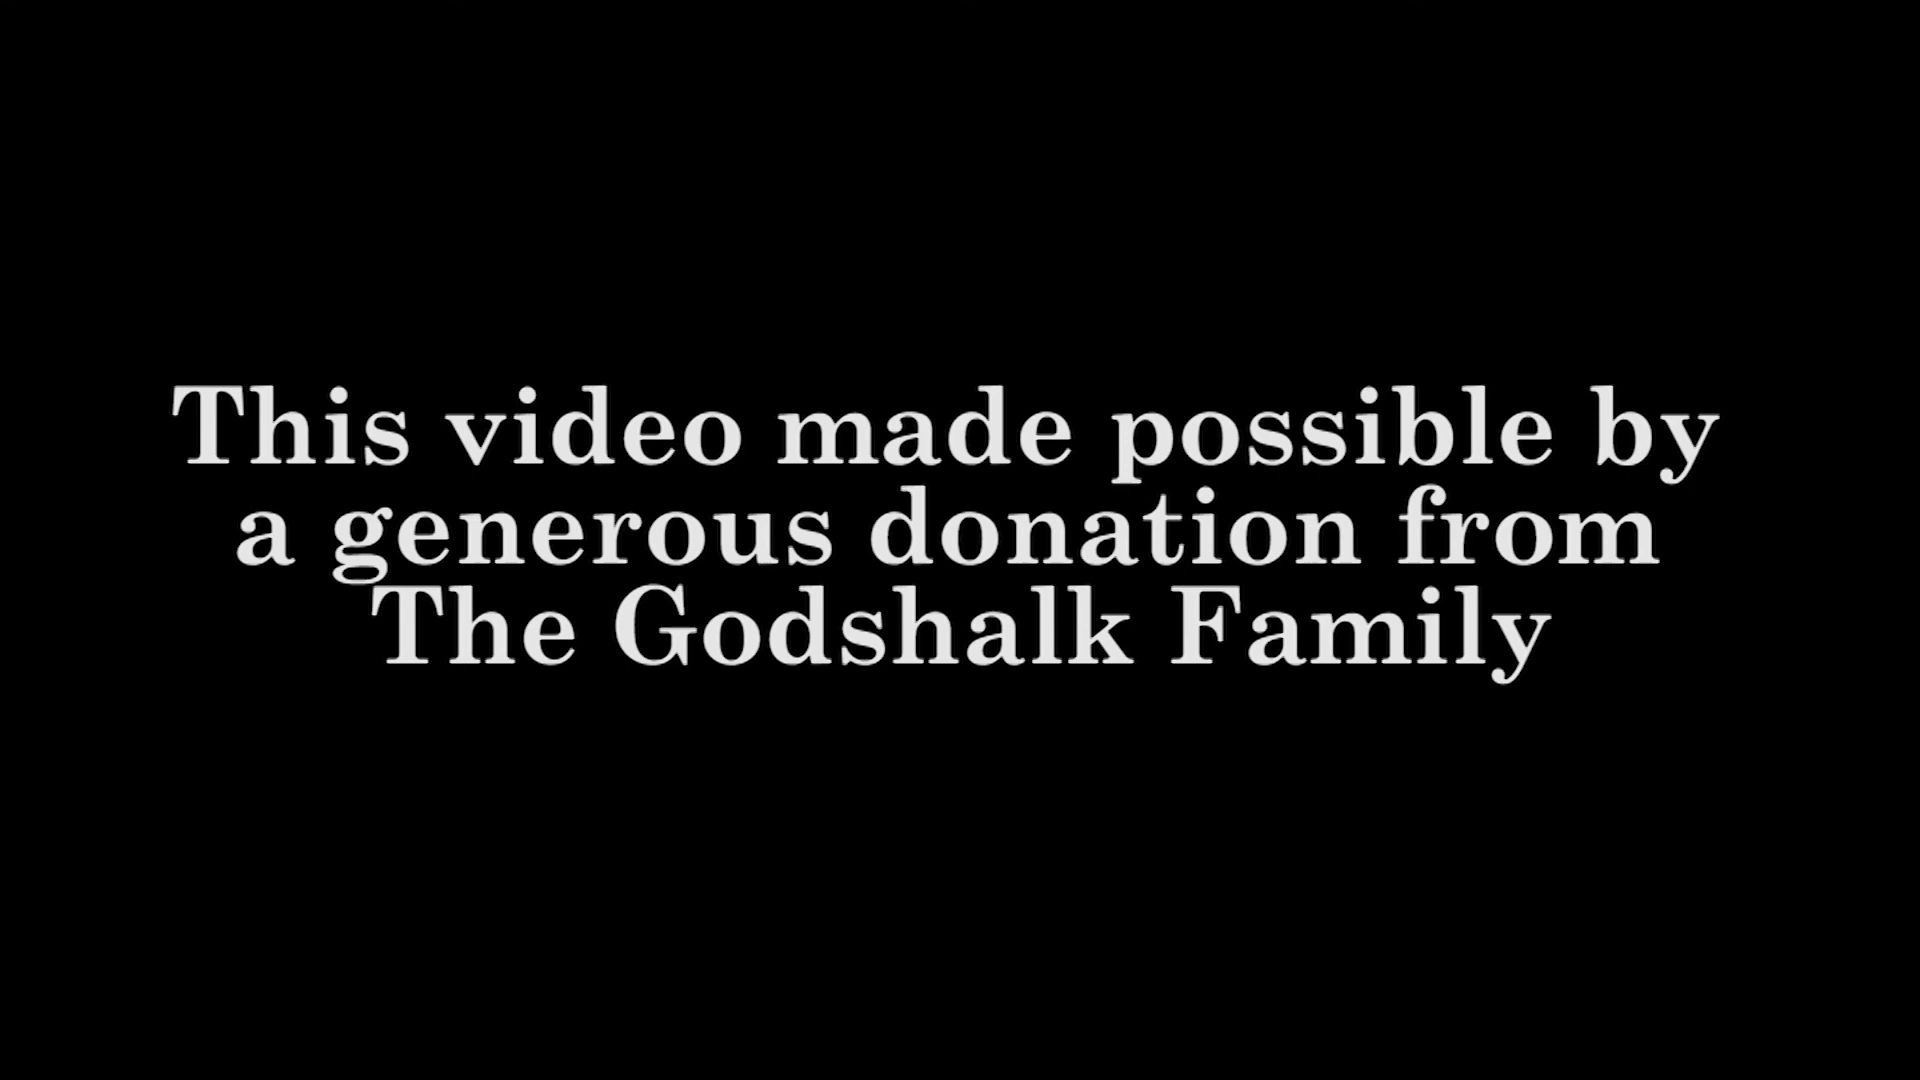 This video made possible by
a generous donation from
The Godshalk Family